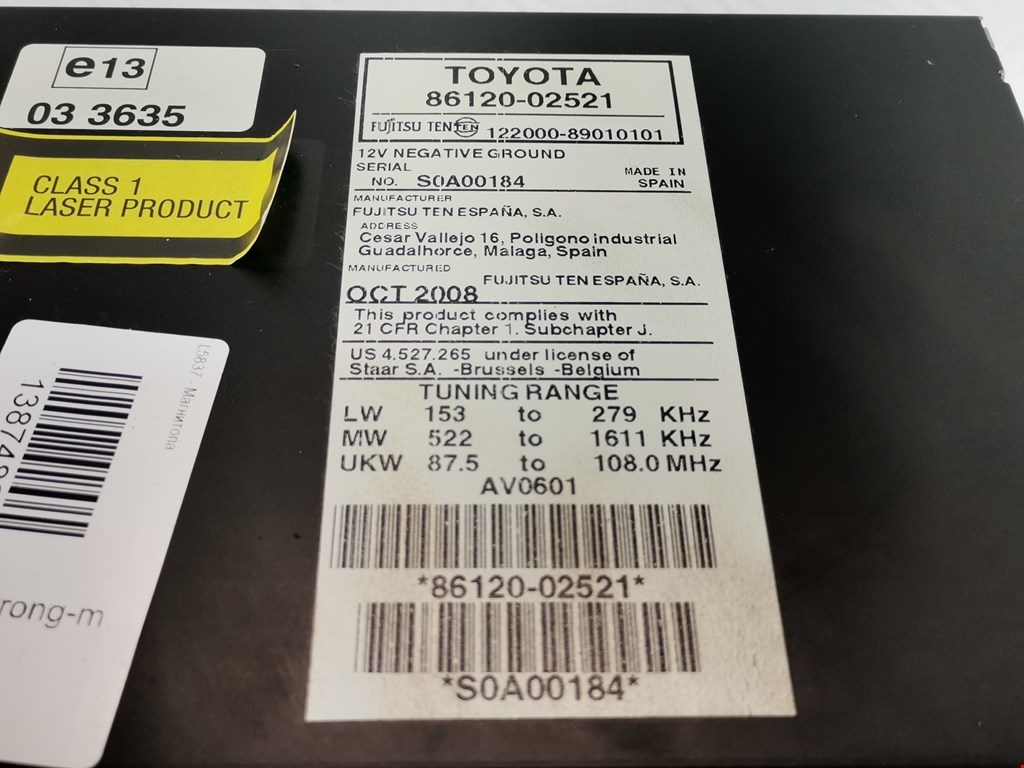 e13
03 3635
CLASS 1
LASER PRODUCT
TOYOTA
86120-02521
FUJITSU TEN TEN 122000-89010101
12V NEGATIVE GROUND
SERIAL
NO. S0A00184
MADE IN
SPAIN
MANUFACTURER
FUJITSU TEN ESPAÑA, S.A.
ADDRESS
Cesar Vallejo 16, Poligono industrial
Guadalhorce, Malaga, Spain
MANUFACTURED
FUJITSU TEN ESPAÑA, S.A.
OCT 2008
This product complies with
21 CFR Chapter 1. Subchapter J.
US 4.527.265 under license of
Staar S.A. -Brussels -Belgium
TUNING RANGE
LW 153 to 279 KHz
MW 522 to 1611 KHz
UKW 87.5 to 108.0 MHz
AV0601
*86120-02521*
*S0A00184*
L5837 - Магнитола
rong-m